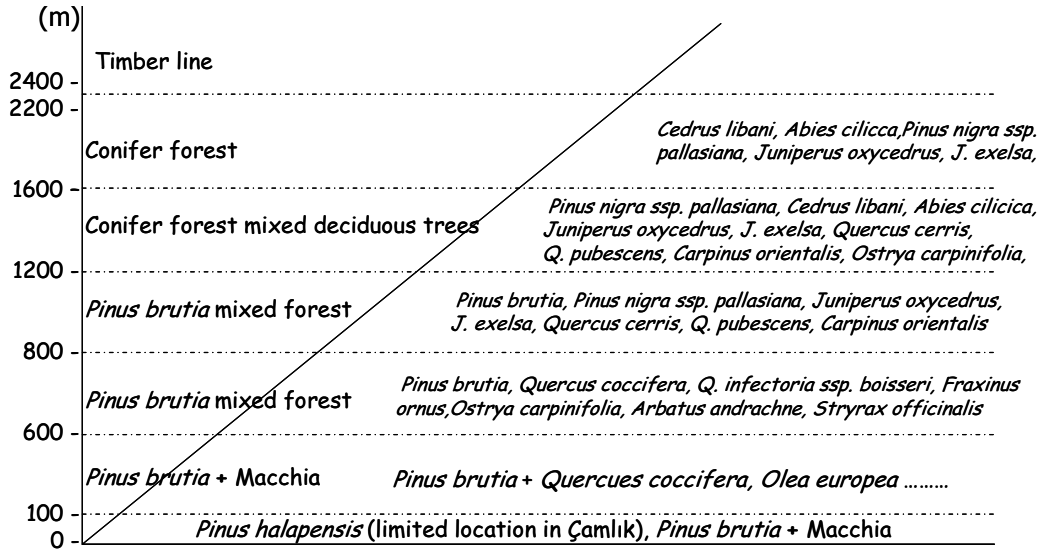 (m)
Timber line
2400 -
2200 -
Cedrus libani, Abies cilicca,Pinus nigra ssp.
Conifer forest
pallasiana, Juniperus oxycedrus, J. exelsa,
1600 -
Pinus nigra ssp. pallasiana, Cedrus libani, Abies cilicica,
Conifer forest mixed deciduous trees
Juniperus oxycedrus, J. exelsa, Quercus cerris,
Q. pubescens, Carpinus orientalis, Ostrya carpinifolia,
1200 -
Pinus brutia, Pinus nigra ssp. pallasiana, Juniperus oxycedrus,
Pinus brutia mixed forest
J. exelsa, Quercus cerris, Q. pubescens, Carpinus orientalis
800 -
Pinus brutia, Quercus coccifera, Q. infectoria ssp. boisseri, Fraxinus
Pinus brutia mixed forest
ornus,Ostrya carpinifolia, Arbatus andrachne, Stryrax officinalis
600 -
Pinus brutia + Macchia
Pinus brutia + Quercues coccifera, Olea europea .........
100 -
Pinus halapensis (limited location in Çamlık), Pinus brutia + Macchia
0 -